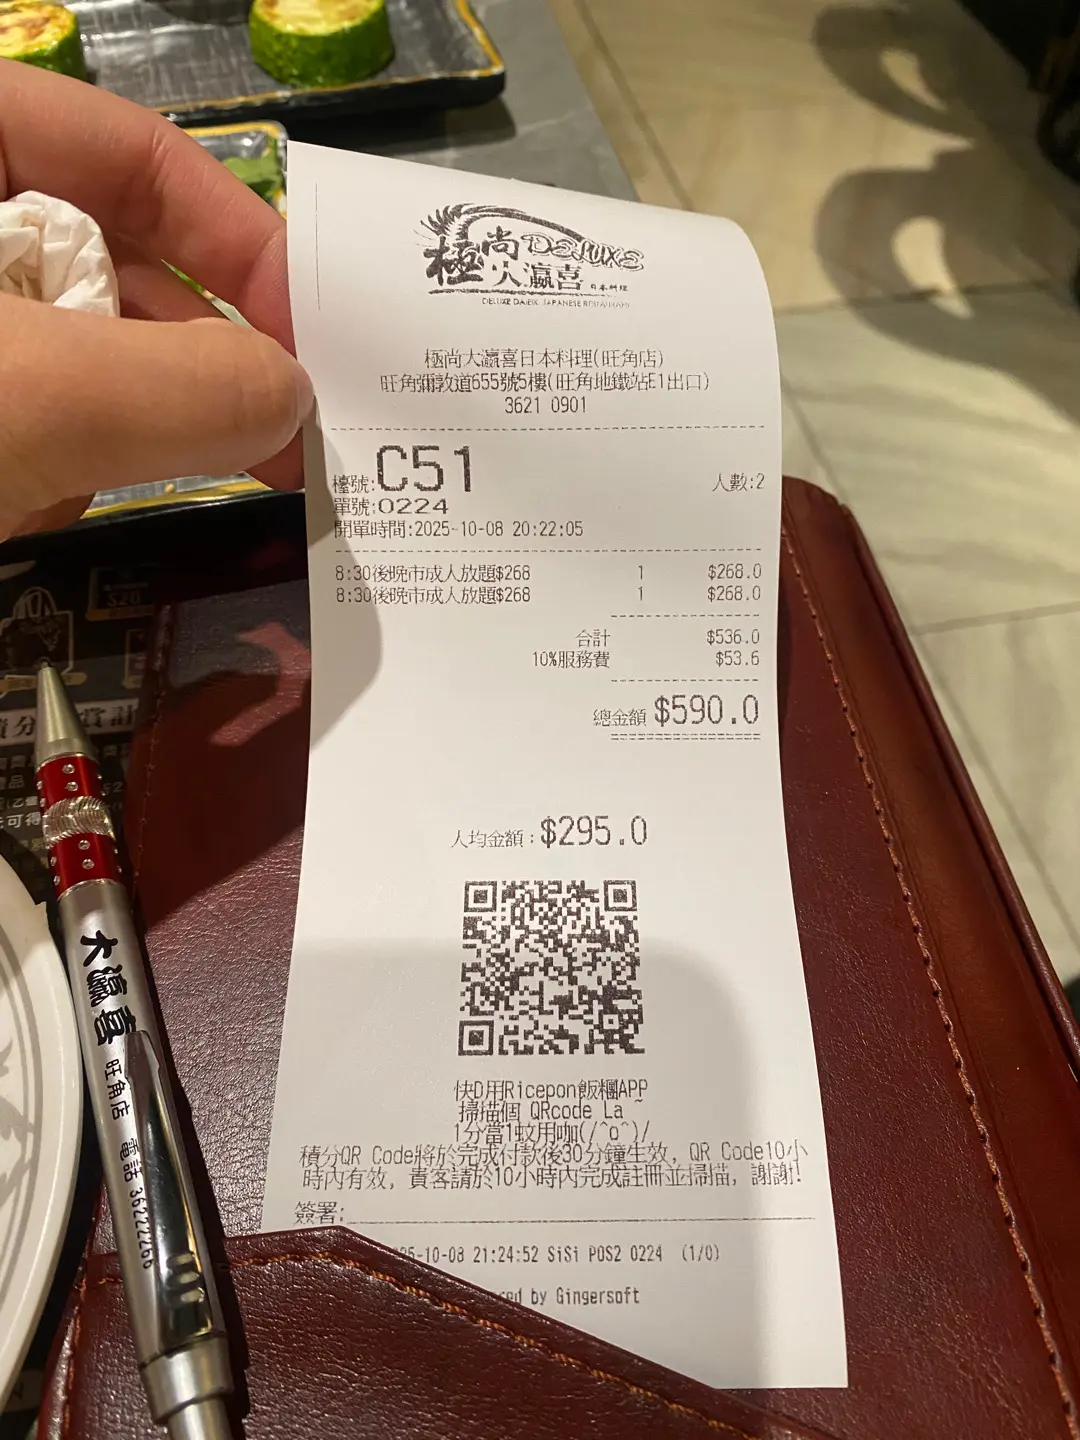 極尚 DELUXE
大瀛喜 日本料理
DELUXE DAIEKI JAPANESE RESTAURANT
極尚大瀛喜日本料理(旺角店)
旺角彌敦道655號5樓(旺角地鐵站E1出口)
3621 0901
檯號:C51 人數:2
單號:0224
開單時間:2025-10-08 20:22:05
8:30後晚市成人放題$268 1 $268.0
8:30後晚市成人放題$268 1 $268.0
合計 $536.0
10%服務費 $53.6
總金額 $590.0
人均金額:$295.0
快D用Ricepon飯糰APP
掃描個 QRcode La ~
1分當1蚊用咖(/^o^)/
積分QR Code將於完成付款後30分鐘生效, QR Code10小
時內有效, 貴客請於10小時內完成註冊並掃描, 謝謝!
簽署:
25-10-08 21:24:52 SiSi POS2 0224 (1/0)
red by Gingersoft
大瀛喜 旺角店 電話 36222266